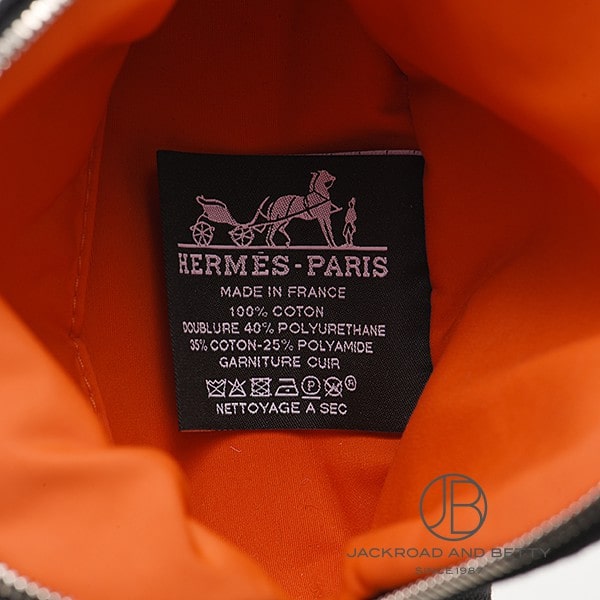 HERMÈS-PARIS
MADE IN FRANCE
100% COTON
DOUBLURE 40% POLYURETHANE
35% COTON-25% POLYAMIDE
GARNITURE CUIR
P
®
NETTOYAGE A SEC
JB
JACKROAD AND BETTY
SINCE1987